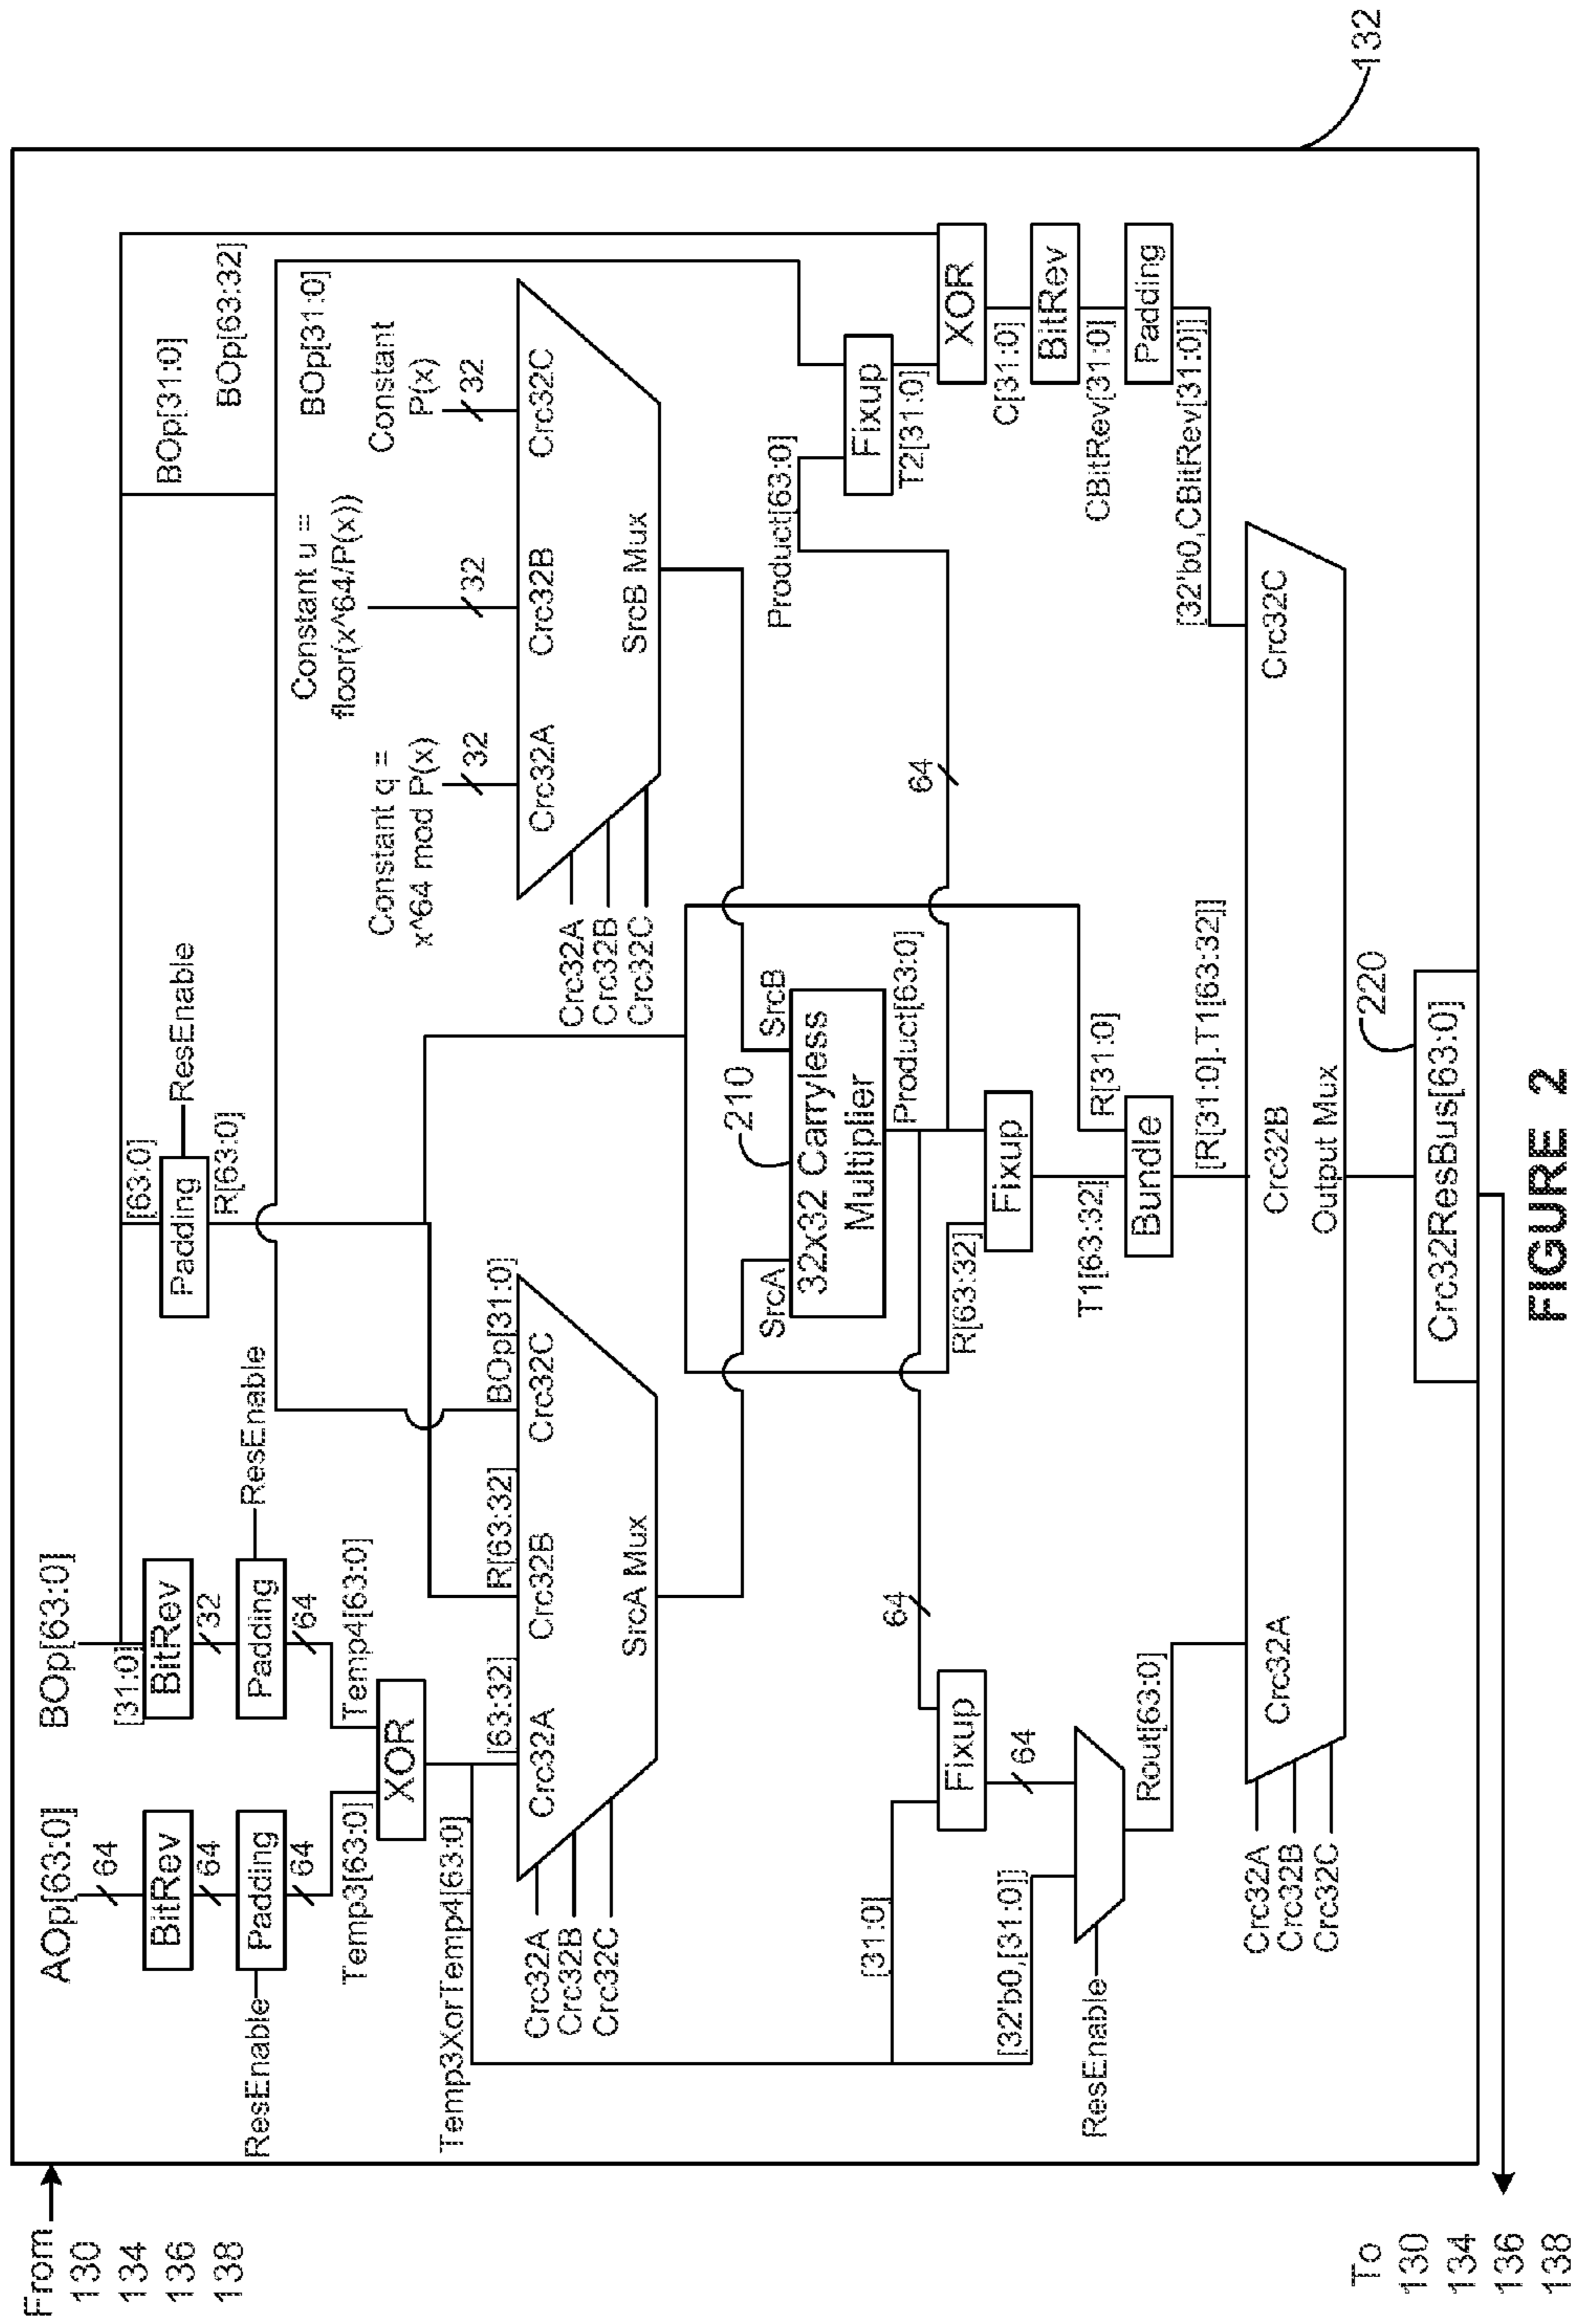 From
130
134
136
138
AOp[63:0]
64
BitRev
64
Padding
ResEnable
64
Temp3[63:0]
BOp[63:0]
[31:0]
BitRev
32
Padding
ResEnable
64
Temp4[63:0]
XOR
Temp3XorTemp4[63:0]
[63:0]
Padding
ResEnable
R[63:0]
BOp[31:0]
BOp[63:32]
BOp[31:0]
[63:32]
R[63:32]
BOp[31:0]
Crc32A
Crc32B
Crc32C
SrcA Mux
Crc32A
Crc32B
Crc32C
Constant q =
x^64 mod P(x)
32
Constant u =
floor(x^64/P(x))
32
Constant
P(x)
32
Crc32A
Crc32B
Crc32C
SrcB Mux
Crc32A
Crc32B
Crc32C
210
SrcA
SrcB
32x32 Carryless
Multiplier
Product[63:0]
64
64
Product[63:0]
[31:0]
Fixup
64
[32'b0,[31:0]]
ResEnable
Rout[63:0]
R[63:32]
Fixup
T1[63:32]
R[31:0]
Bundle
[R[31:0],T1[63:32]]
Fixup
T2[31:0]
XOR
C[31:0]
BitRev
CBitRev[31:0]
Padding
[32'b0,CBitRev[31:0]]
Crc32A
Crc32B
Crc32C
Output Mux
Crc32A
Crc32B
Crc32C
220
Crc32ResBus[63:0]
132
To
130
134
136
138
FIGURE 2